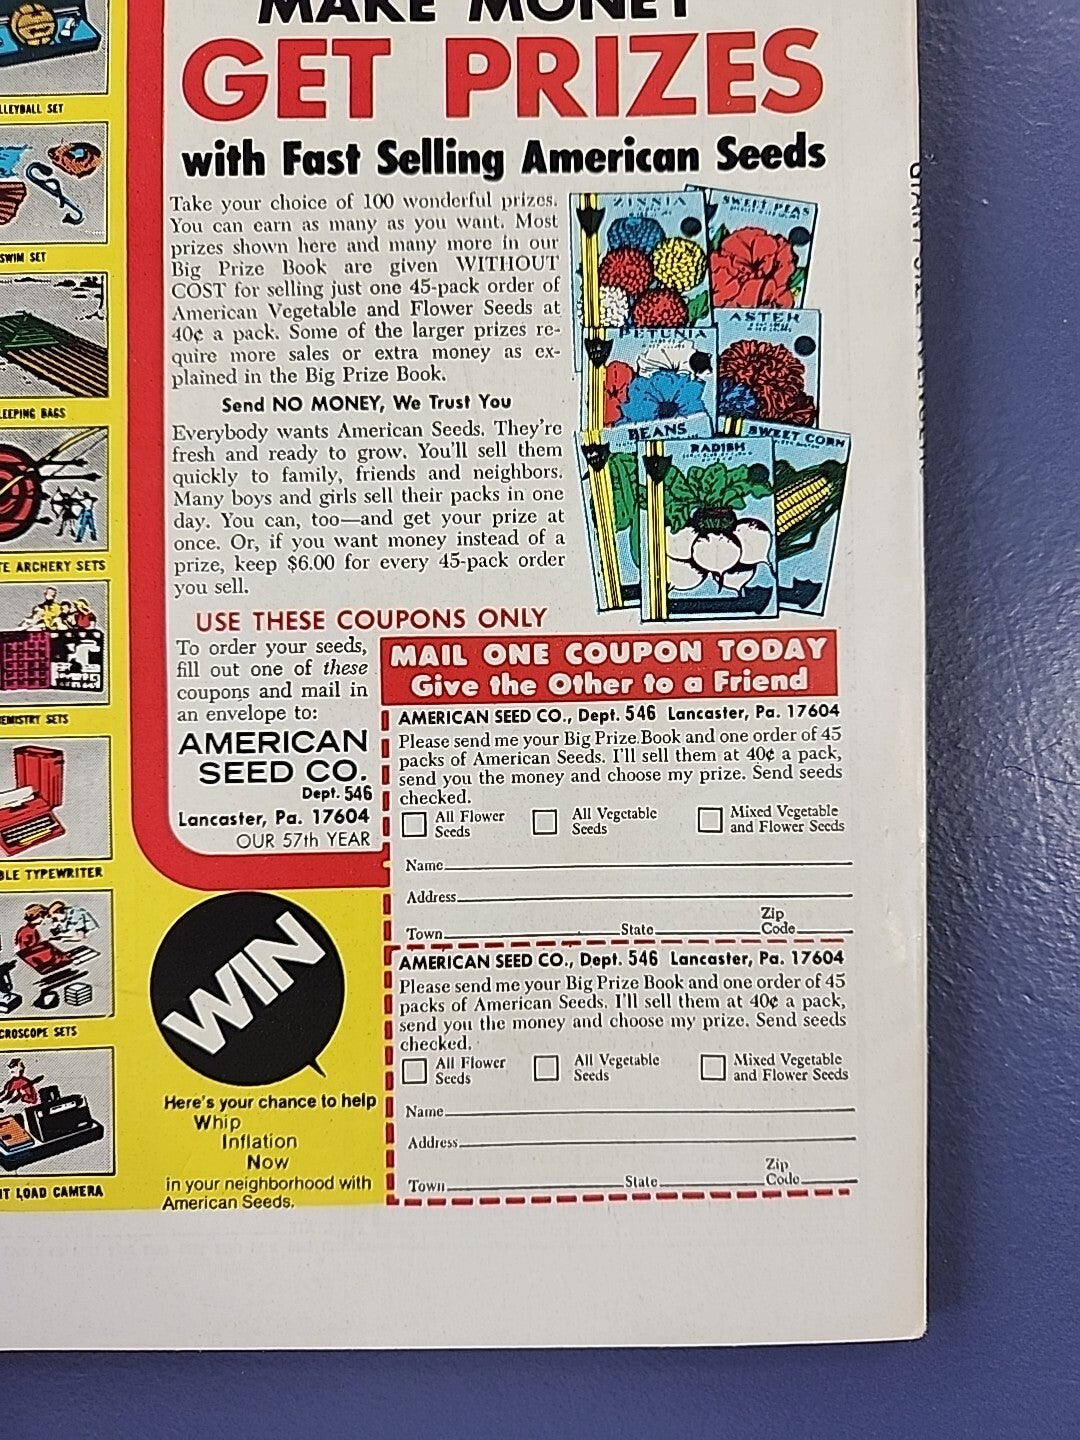 MAKE MONEY
GET PRIZES
with Fast Selling American Seeds
Take your choice of 100 wonderful prizes.
You can earn as many as you want. Most
prizes shown here and many more in our
Big Prize Book are given WITHOUT
COST for selling just one 45-pack order of
American Vegetable and Flower Seeds at
40¢ a pack. Some of the larger prizes re-
quire more sales or extra money as ex-
plained in the Big Prize Book.
Send NO MONEY, We Trust You
Everybody wants American Seeds. They're
fresh and ready to grow. You'll sell them
quickly to family, friends and neighbors.
Many boys and girls sell their packs in one
day. You can, too—and get your prize at
once. Or, if you want money instead of a
prize, keep $6.00 for every 45-pack order
you sell.
ZINNIA
SWEET PEAS
PETUNIA
ASTER
BEANS
RADISH
SWEET CORN
USE THESE COUPONS ONLY
To order your seeds,
fill out one of these
coupons and mail in
an envelope to:
AMERICAN
SEED CO.
Dept. 546
Lancaster, Pa. 17604
OUR 57th YEAR
MAIL ONE COUPON TODAY
Give the Other to a Friend
AMERICAN SEED CO., Dept. 546 Lancaster, Pa. 17604
Please send me your Big Prize Book and one order of 45
packs of American Seeds. I'll sell them at 40¢ a pack,
send you the money and choose my prize. Send seeds
checked.
All Flower Seeds
All Vegetable Seeds
Mixed Vegetable and Flower Seeds
Name
Address
Town State Zip Code
AMERICAN SEED CO., Dept. 546 Lancaster, Pa. 17604
Please send me your Big Prize Book and one order of 45
packs of American Seeds. I'll sell them at 40¢ a pack,
send you the money and choose my prize. Send seeds
checked.
All Flower Seeds
All Vegetable Seeds
Mixed Vegetable and Flower Seeds
Name
Address
Town State Zip Code
WIN
Here's your chance to help
Whip
Inflation
Now
in your neighborhood with
American Seeds.
LLEYBALL SET
SWIM SET
EEPING BAGS
TE ARCHERY SETS
EMISTRY SETS
BLE TYPEWRITER
CROSCOPE SETS
T LOAD CAMERA